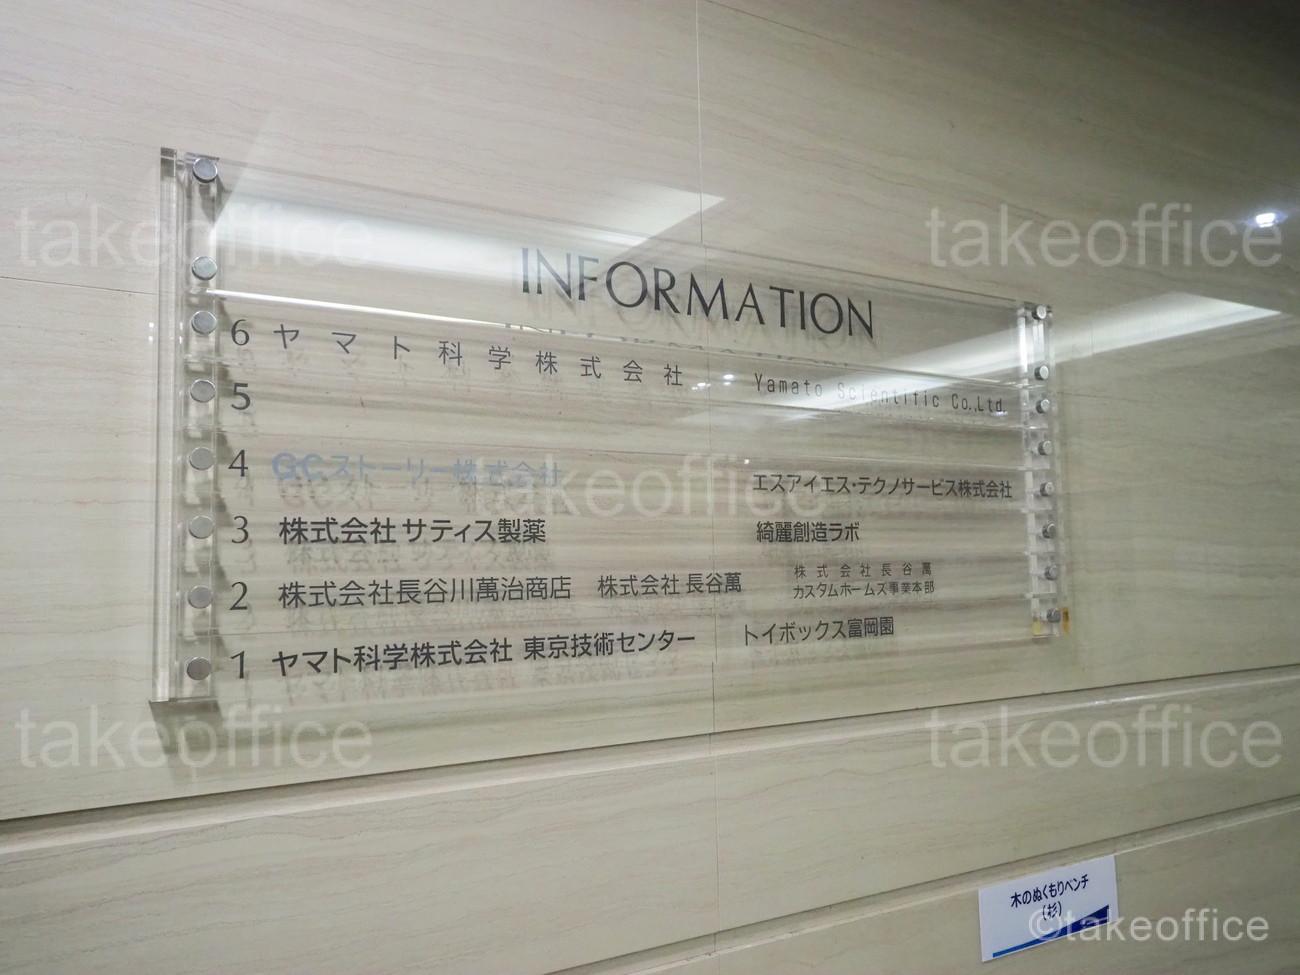 INFORMATION
6 ヤマト科学株式会社 Yamato Scientific Co.,Ltd.
5
4 GCストーリー株式会社 エスアイエス・テクノサービス株式会社
3 株式会社サティス製薬 綺麗創造ラボ
2 株式会社長谷川萬治商店 株式会社長谷萬 株式会社長谷萬
カスタムホームズ事業本部
1 ヤマト科学株式会社 東京技術センター トイボックス富岡園
木のぬくもりベンチ
(杉)
takeoffice
takeoffice
takeoffice
takeoffice
takeoffice
©takeoffice